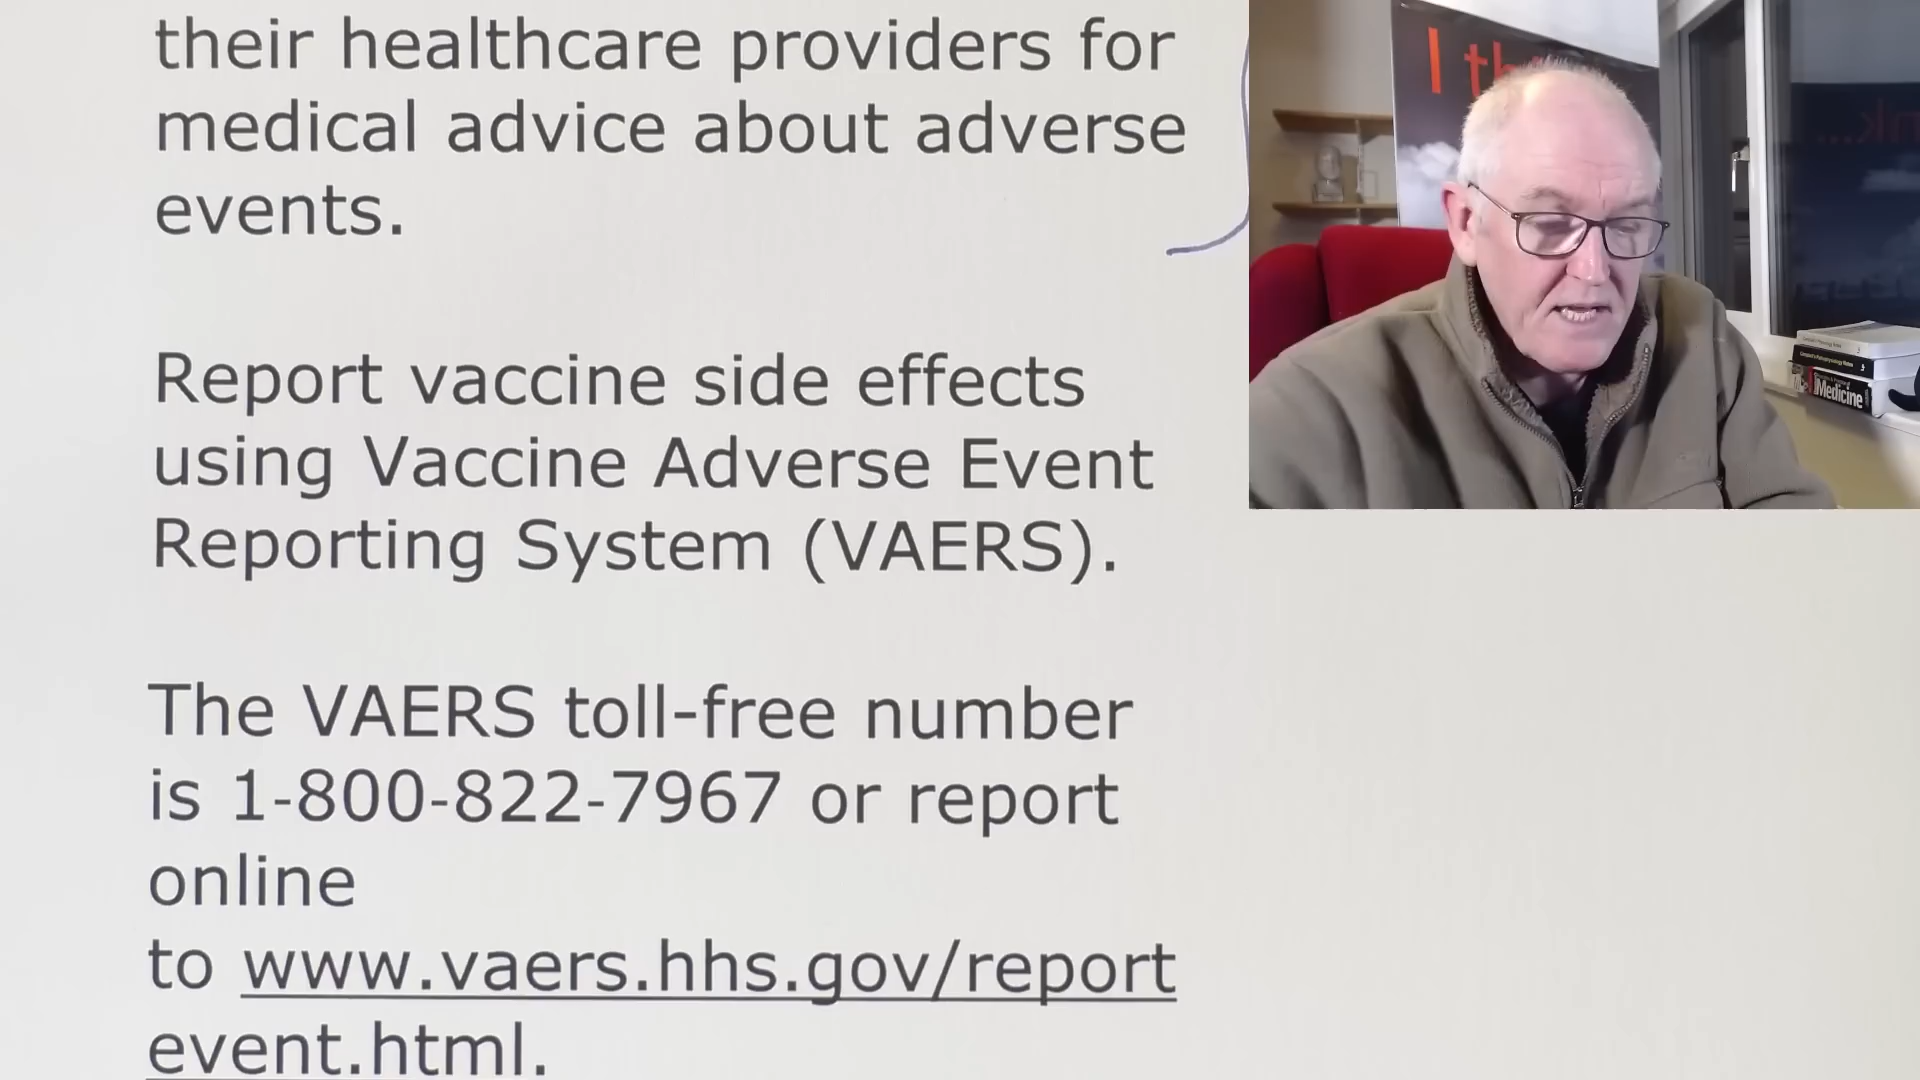 their healthcare providers for
medical advice about adverse
events.
Report vaccine side effects
using Vaccine Adverse Event
Reporting System (VAERS).
The VAERS toll-free number
is 1-800-822-7967 or report
online
to www.vaers.hhs.gov/report
event.html.
I th
Medicine